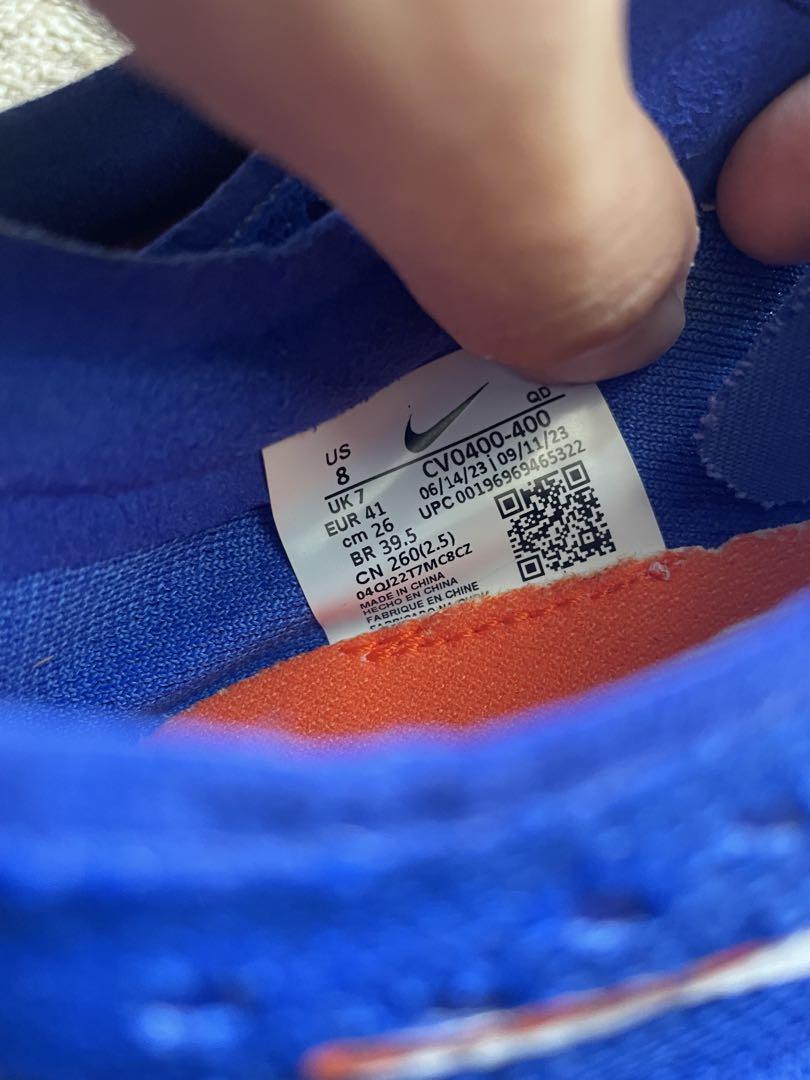 US
8
UK 7
EUR 41
cm 26
BR 39.5
CN 260(2.5)
04QJ22T7MC8CZ
MADE IN CHINA
HECHO EN CHINA
FABRIQUE EN CHINE
QD
CV0400-400
06/14/23 | 09/11/23
UPC 00196969465322